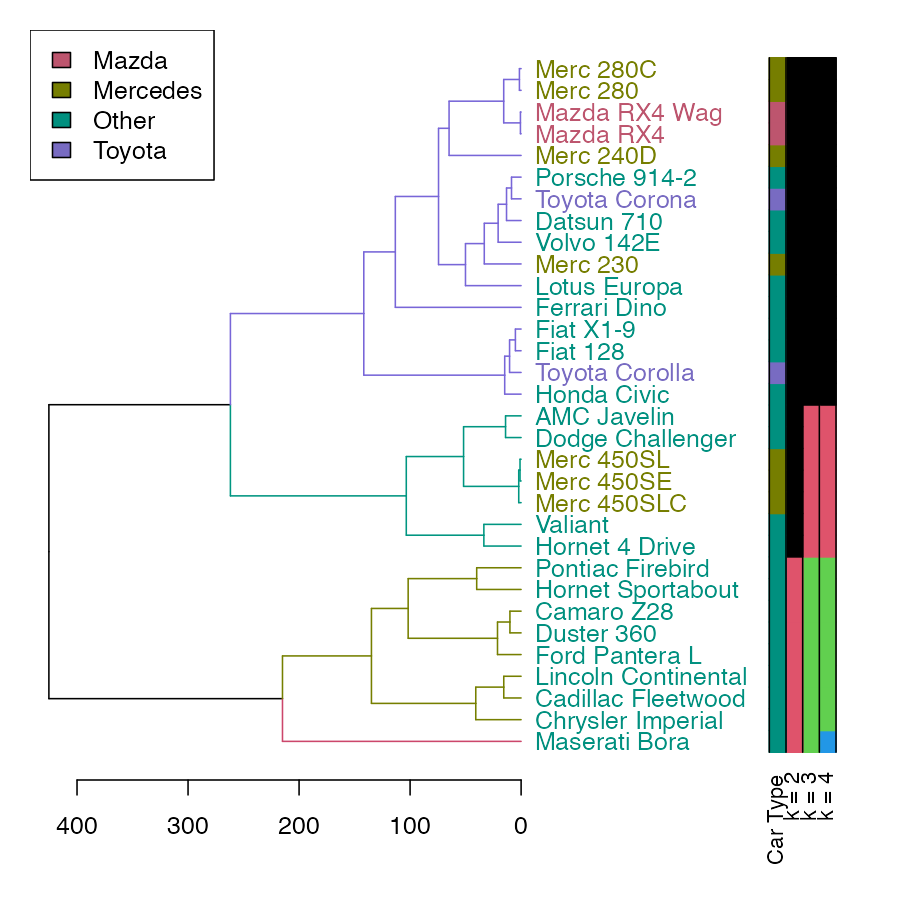 Mazda
Mercedes
Other
Toyota
Merc 280C
Merc 280
Mazda RX4 Wag
Mazda RX4
Merc 240D
Porsche 914-2
Toyota Corona
Datsun 710
Volvo 142E
Merc 230
Lotus Europa
Ferrari Dino
Fiat X1-9
Fiat 128
Toyota Corolla
Honda Civic
AMC Javelin
Dodge Challenger
Merc 450SL
Merc 450SE
Merc 450SLC
Valiant
Hornet 4 Drive
Pontiac Firebird
Hornet Sportabout
Camaro Z28
Duster 360
Ford Pantera L
Lincoln Continental
Cadillac Fleetwood
Chrysler Imperial
Maserati Bora
400 300 200 100 0
Car Type
k = 2
k = 3
k = 4